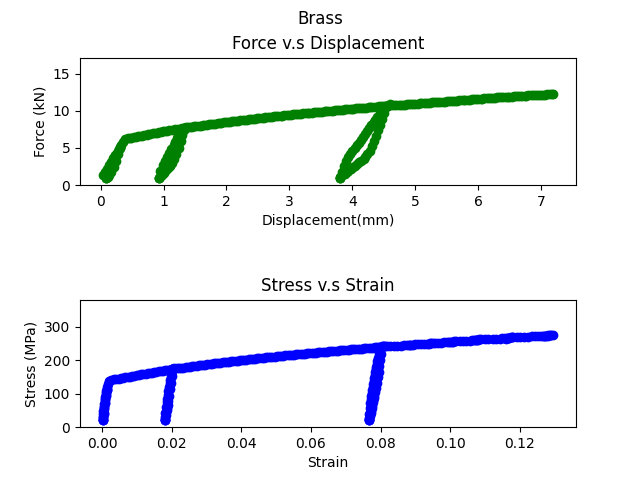 Brass
Force v.s Displacement
15
10
5
0
Force (kN)
0 1 2 3 4 5 6 7
Displacement(mm)
Stress v.s Strain
300
200
100
0
Stress (MPa)
0.00 0.02 0.04 0.06 0.08 0.10 0.12
Strain